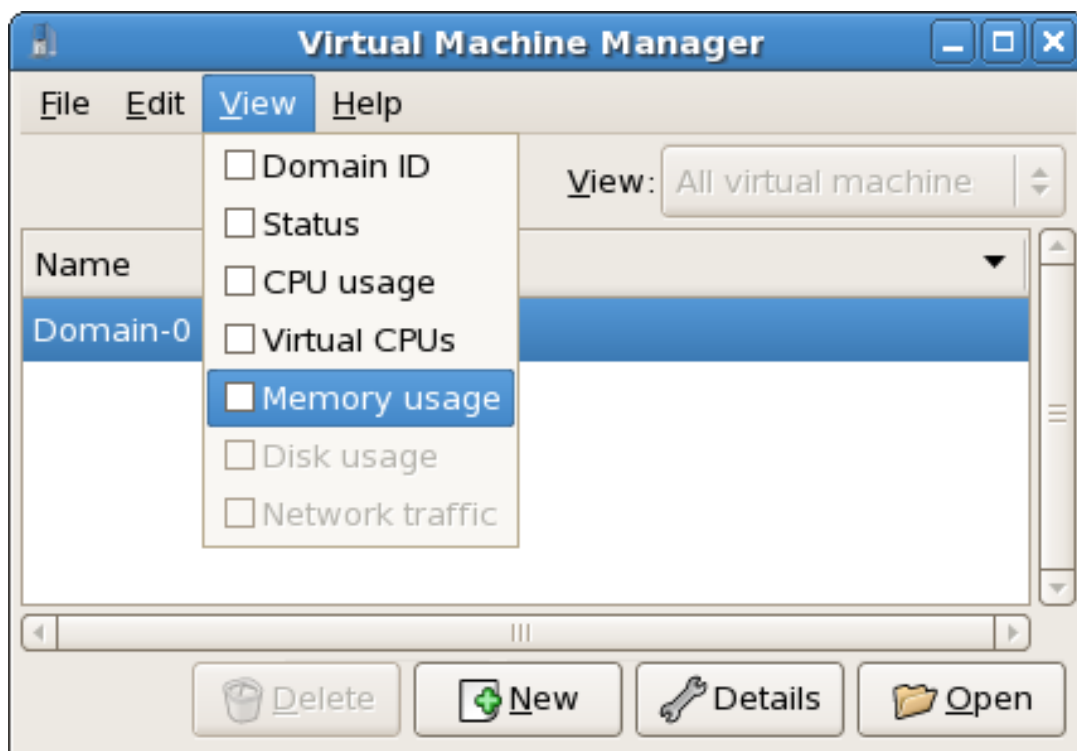 Virtual Machine Manager
File Edit View Help
Domain ID
View: All virtual machine
Status
Name
CPU usage
Domain-0
Virtual CPUs
Memory usage
Disk usage
Network traffic
Delete New Details Open